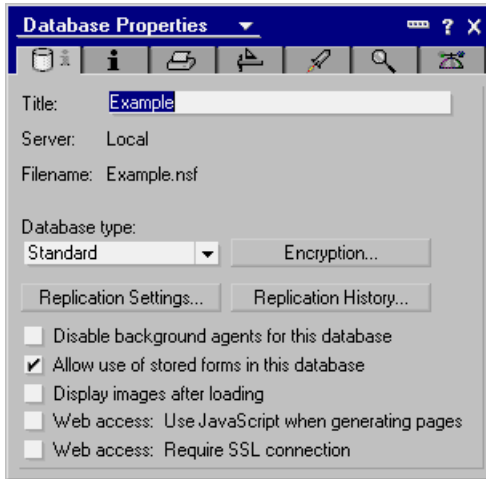 Database Properties
? X
i i
Title: Example
Server: Local
Filename: Example.nsf
Database type:
Standard Encryption...
Replication Settings... Replication History...
Disable background agents for this database
Allow use of stored forms in this database
Display images after loading
Web access: Use JavaScript when generating pages
Web access: Require SSL connection